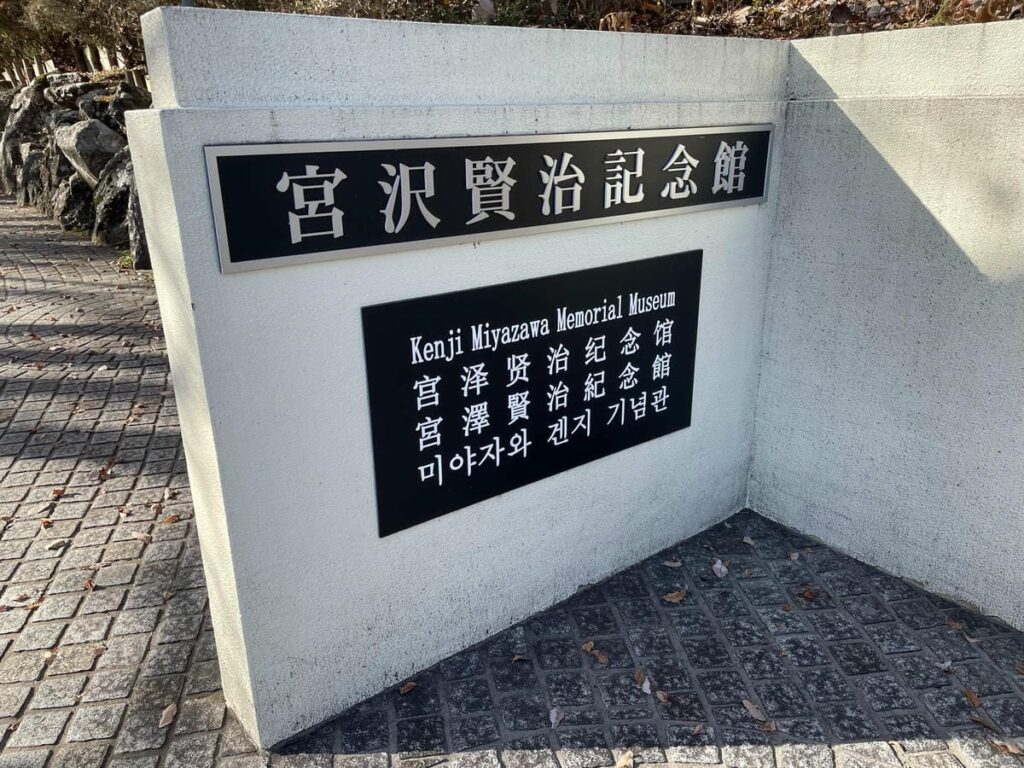 宮沢賢治記念館
Kenji Miyazawa Memorial Museum
宫泽贤治纪念馆
宮澤賢治紀念館
미야자와 겐지 기념관